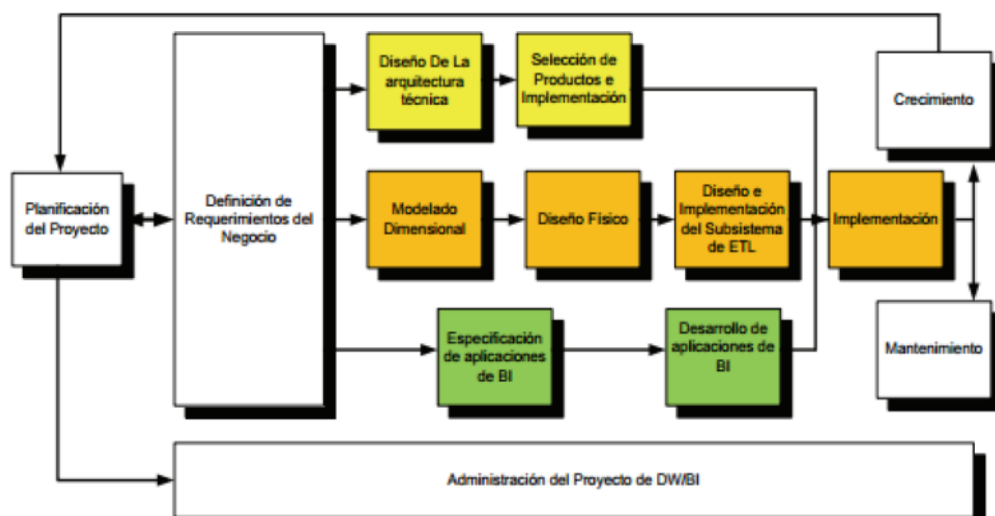 Diseño De La
arquitectura
técnica
Selección de
Productos e
Implementación
Crecimiento
Planificación
del Proyecto
Definición de
Requerimientos del
Negocio
Modelado
Dimensional
Diseño Físico
Diseño e
Implementación
del Subsistema
de ETL
Implementación
Especificación
de aplicaciones
de BI
Desarrollo de
aplicaciones de
BI
Mantenimiento
Administración del Proyecto de DW/BI